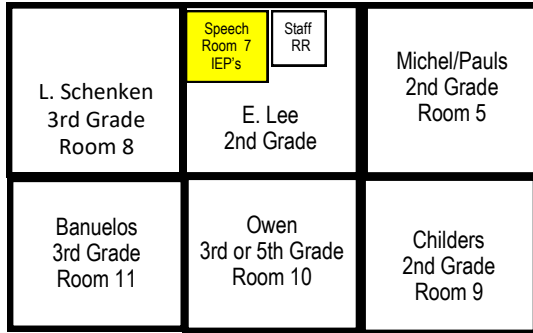 Speech
Room 7
IEP's
Staff
RR
L. Schenken
3rd Grade
Room 8
E. Lee
2nd Grade
Michel/Pauls
2nd Grade
Room 5
Banuelos
3rd Grade
Room 11
Owen
3rd or 5th Grade
Room 10
Childers
2nd Grade
Room 9